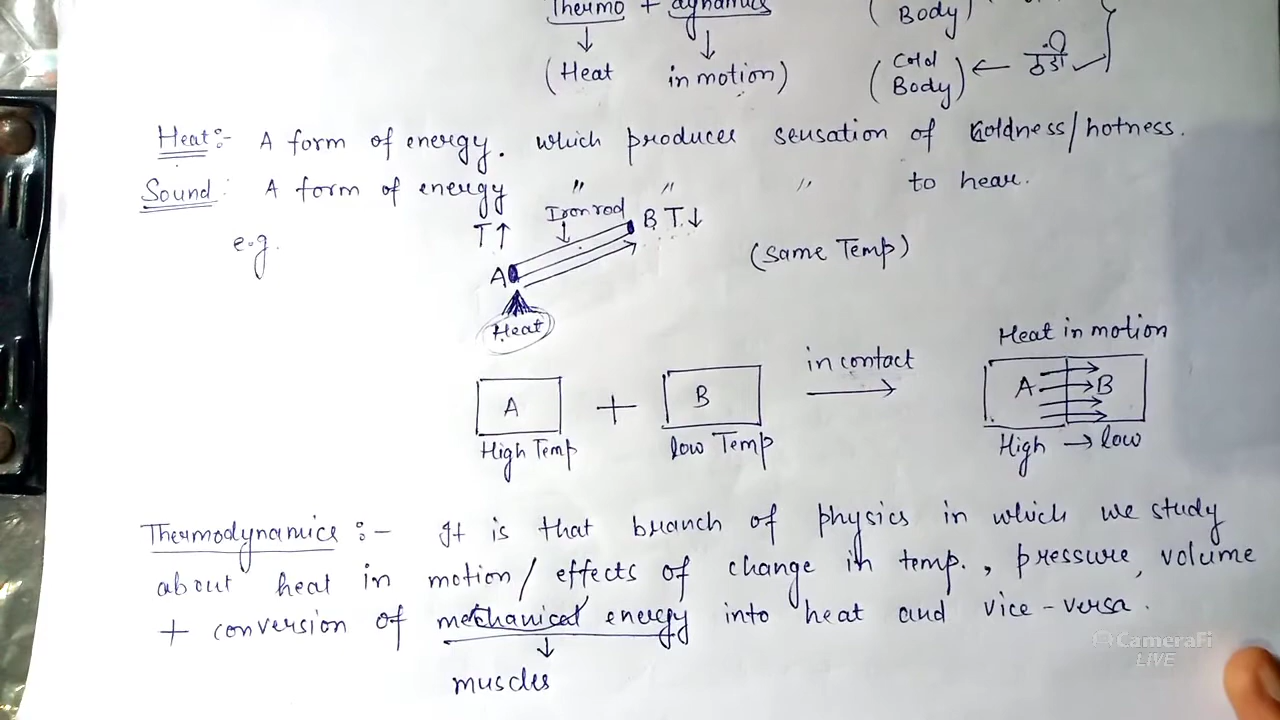 Thermo + dynamics
(Heat in motion)
(Body)
(Cold Body) ← ठंडी
Heat:- A form of energy. which produces sensation of coldness/hotness.
Sound: A form of energy " " " to hear.
e.g.
T↑
Iron rod
B T↓
A
Heat
(Same Temp)
Heat in motion
A + B in contact → A B
High Temp low Temp High → low
Thermodynamics :- It is that branch of physics in which we study
about heat in motion/effects of change in temp., pressure, volume
+ conversion of mechanical energy into heat and vice-versa.
↓
muscles
CameraFi
LIVE